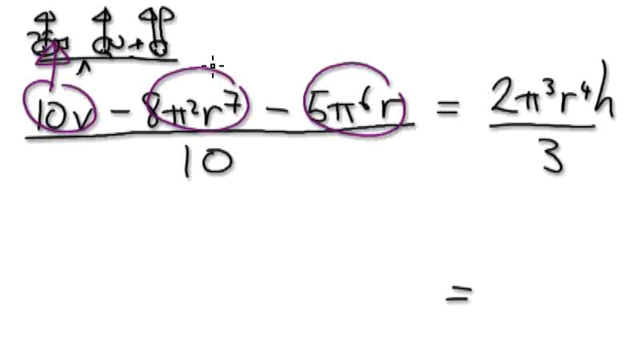 10v - 8π²r⁷ - 5π⁶r / 10 = 2π³r⁴h / 3
=